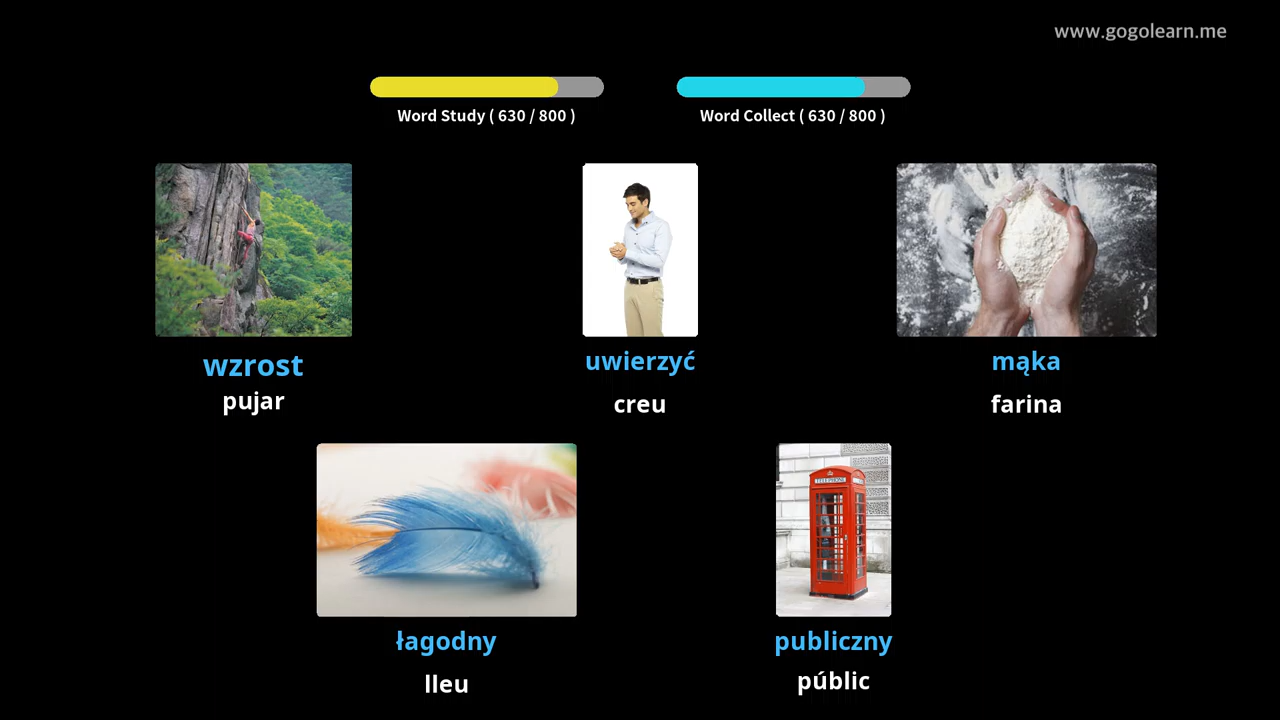 www.gogolearn.me
Word Study ( 630 / 800 )
Word Collect ( 630 / 800 )
wzrost
pujar
uwierzyć
creu
mąka
farina
TELEPHONE
łagodny
lleu
publiczny
públic